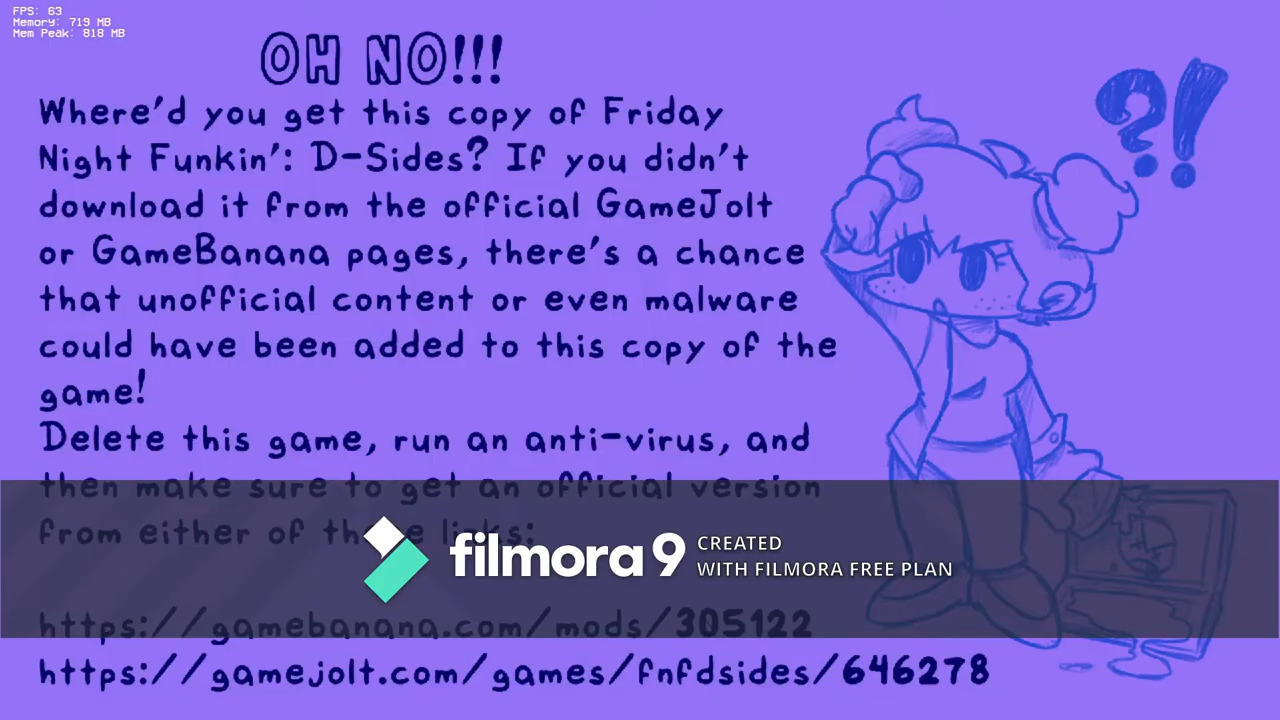 FPS: 63
Memory: 719 MB
Mem Peak: 818 MB
OH NO!!!
?!
Where'd you get this copy of Friday
Night Funkin': D-Sides? If you didn't
download it from the official GameJolt
or GameBanana pages, there's a chance
that unofficial content or even malware
could have been added to this copy of the
game!
Delete this game, run an anti-virus, and
then make sure to get an official version
from either of these links:
filmora 9
CREATED
WITH FILMORA FREE PLAN
https://gamebanana.com/mods/305122
https://gamejolt.com/games/fnfdsides/646278